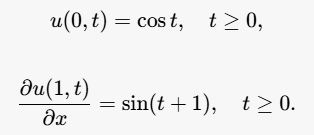 u(0, t) = cos t, t ≥ 0,
∂u(1, t)/∂x = sin(t + 1), t ≥ 0.